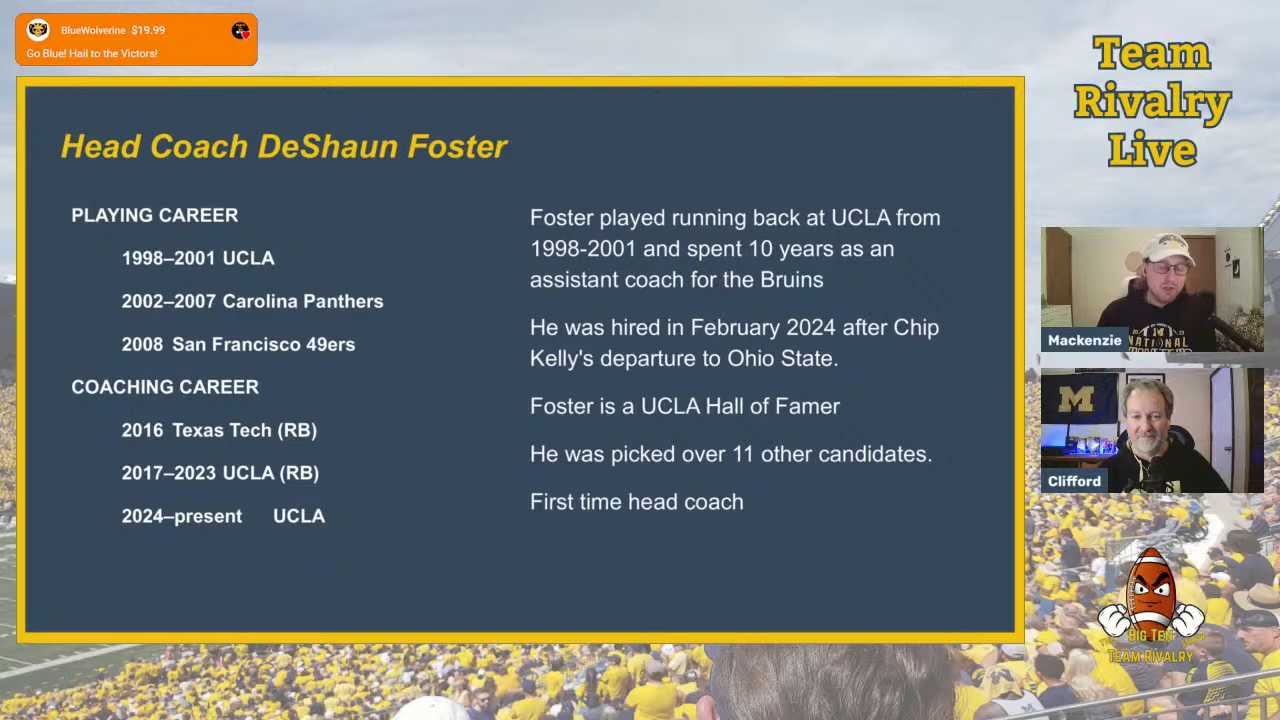 BlueWolverine $19.99
Go Blue! Hail to the Victors!
Team
Rivalry
Live
Head Coach DeShaun Foster
PLAYING CAREER
1998–2001 UCLA
2002–2007 Carolina Panthers
2008 San Francisco 49ers
COACHING CAREER
2016 Texas Tech (RB)
2017–2023 UCLA (RB)
2024–present UCLA
Foster played running back at UCLA from
1998-2001 and spent 10 years as an
assistant coach for the Bruins
He was hired in February 2024 after Chip
Kelly's departure to Ohio State.
Foster is a UCLA Hall of Famer
He was picked over 11 other candidates.
First time head coach
M
NATIONAL
Mackenzie
M
Clifford
Big Ten
Team Rivalry